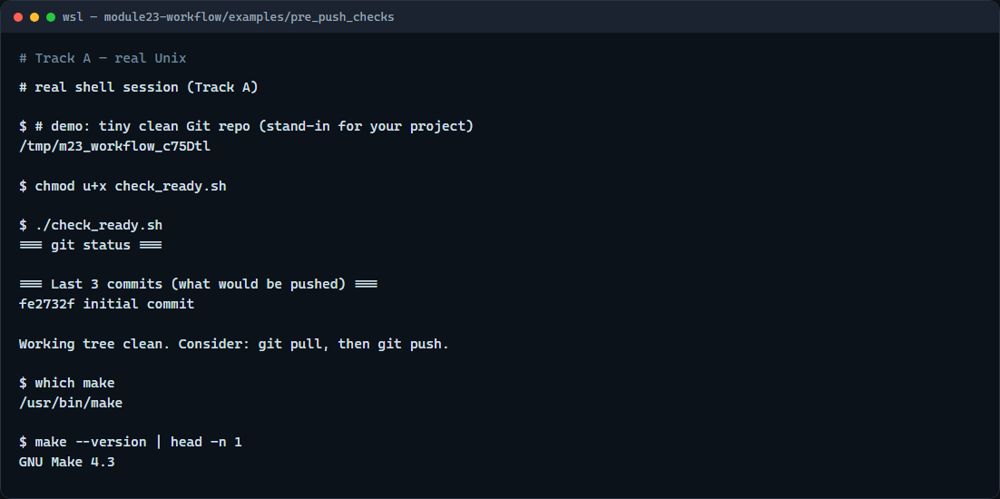 wsl — module23-workflow/examples/pre_push_checks
# Track A — real Unix
# real shell session (Track A)
$ # demo: tiny clean Git repo (stand-in for your project)
/tmp/m23_workflow_c75Dtl
$ chmod u+x check_ready.sh
$ ./check_ready.sh
=== git status ===
=== Last 3 commits (what would be pushed) ===
fe2732f initial commit
Working tree clean. Consider: git pull, then git push.
$ which make
/usr/bin/make
$ make --version | head -n 1
GNU Make 4.3